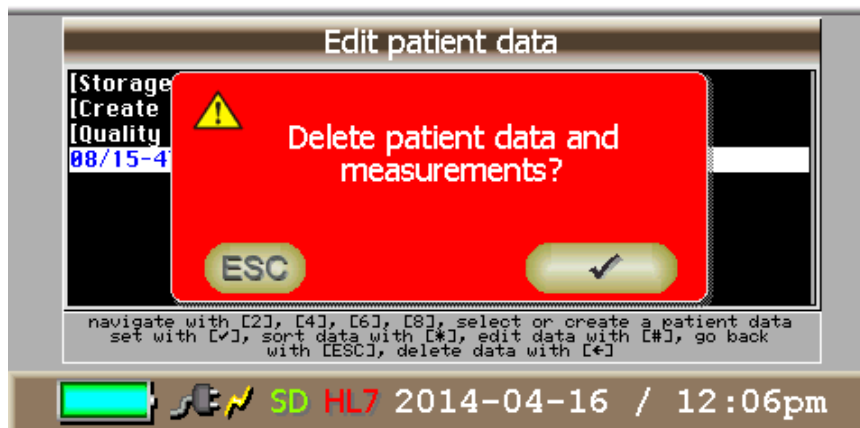 Edit patient data
[Storage
[Create
[Quality
08/15-4
Delete patient data and
measurements?
ESC
navigate with [2], [4], [6], [8], select or create a patient data
set with [✓], sort data with [*], edit data with [#], go back
with [ESC], delete data with [←]
SD HL7 2014-04-16 / 12:06pm